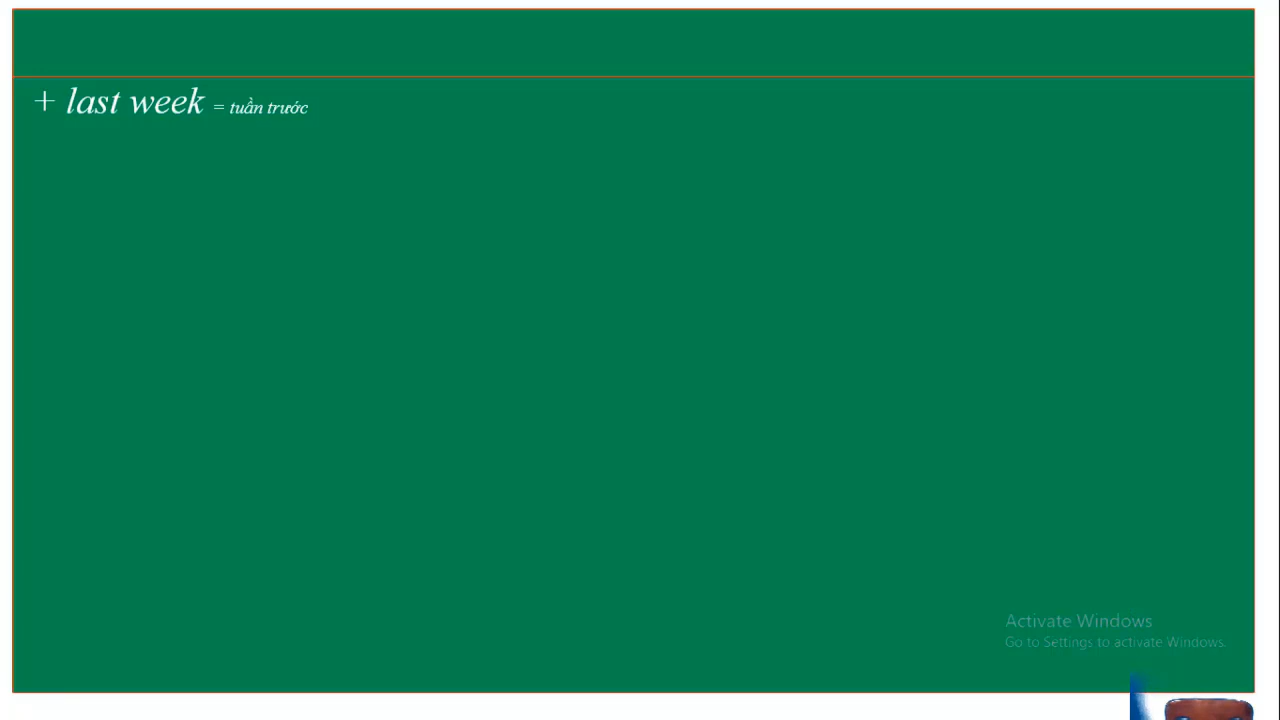 + last week = tuần trước
Activate Windows
Go to Settings to activate Windows.